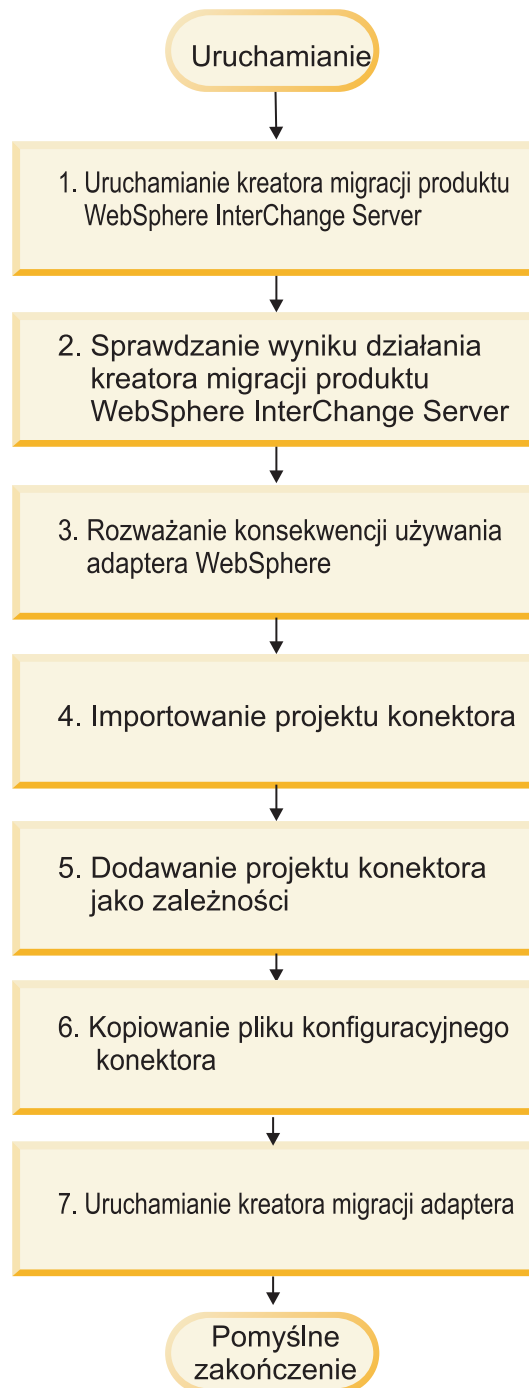 Uruchamianie
1. Uruchamianie kreatora migracji produktu
WebSphere InterChange Server
2. Sprawdzanie wyniku działania
kreatora migracji produktu
WebSphere InterChange Server
3. Rozważanie konsekwencji używania
adaptera WebSphere
4. Importowanie projektu konektora
5. Dodawanie projektu konektora
jako zależności
6. Kopiowanie pliku konfiguracyjnego
konektora
7. Uruchamianie kreatora migracji adaptera
Pomyślne
zakończenie